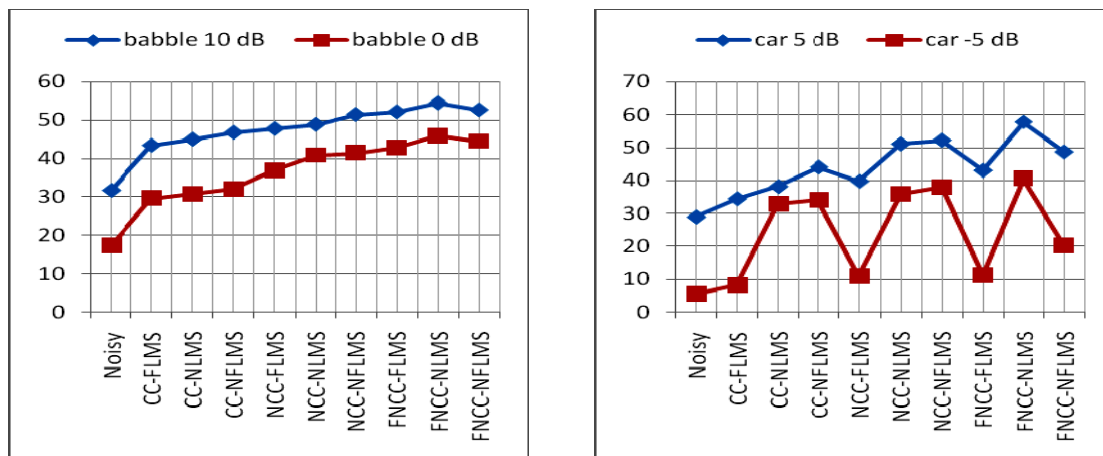 babble 10 dB babble 0 dB
60
50
40
30
20
10
0
Noisy
CC-FLMS
CC-NLMS
CC-NFLMS
NCC-FLMS
NCC-NLMS
NCC-NFLMS
FNCC-FLMS
FNCC-NLMS
FNCC-NFLMS
car 5 dB car -5 dB
70
60
50
40
30
20
10
0
Noisy
CC-FLMS
CC-NLMS
CC-NFLMS
NCC-FLMS
NCC-NLMS
NCC-NFLMS
FNCC-FLMS
FNCC-NLMS
FNCC-NFLMS